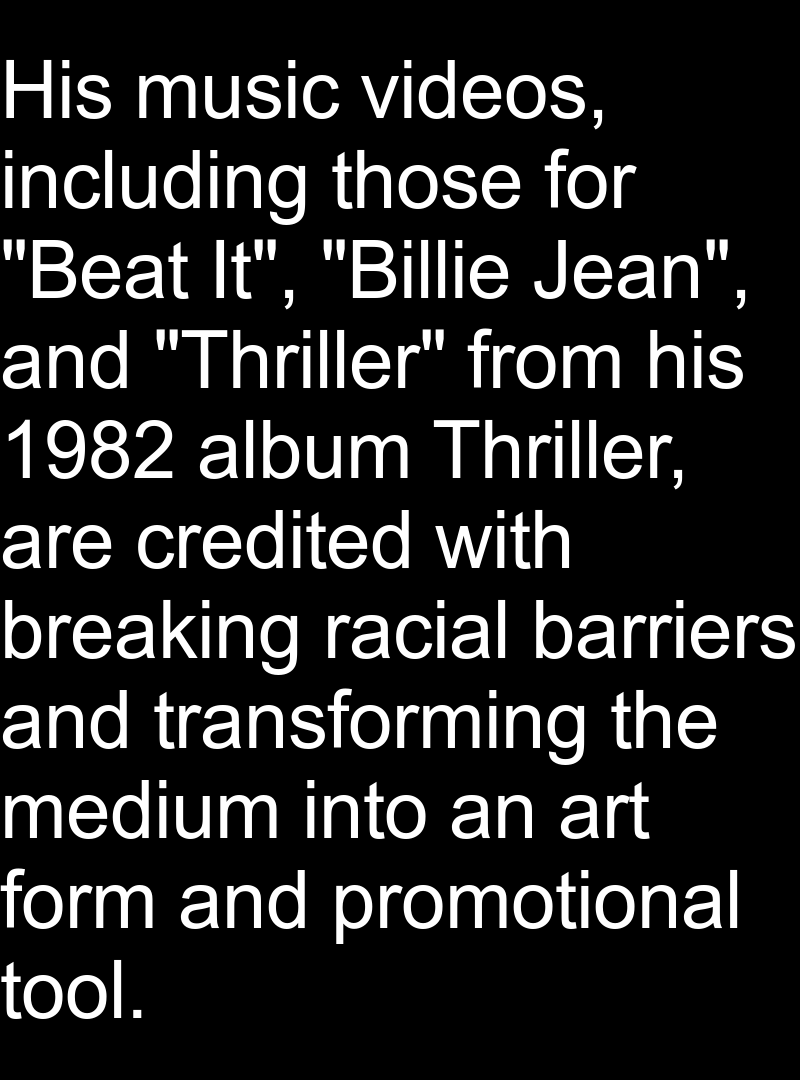 His music videos,
including those for
"Beat It", "Billie Jean",
and "Thriller" from his
1982 album Thriller,
are credited with
breaking racial barriers
and transforming the
medium into an art
form and promotional
tool.